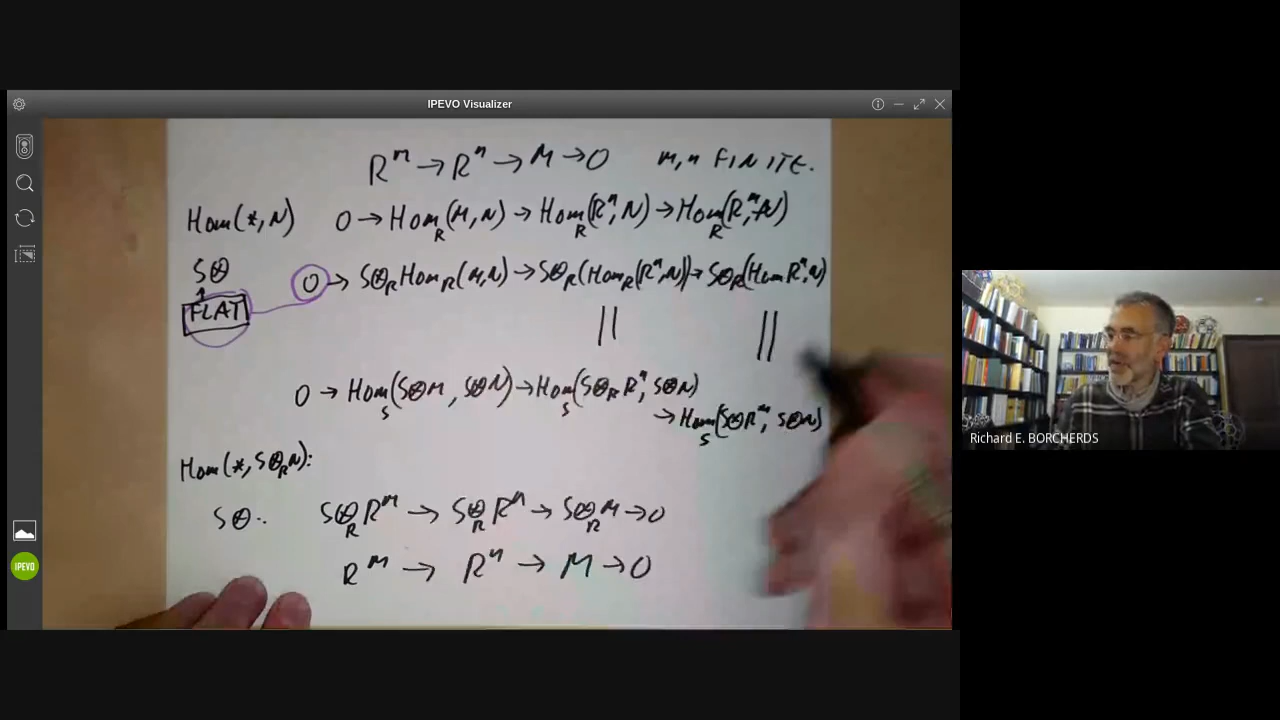 IPEVO Visualizer
R^m → R^n → M → 0 m, n FINITE.
Hom(*, N) 0 → Hom_R(M, N) → Hom_R(R^n, N) → Hom_R(R^m, N)
S⊗
FLAT
0 → S⊗_R Hom_R(M, N) → S⊗_R(Hom_R(R^n, N)) → S⊗_R(Hom R^m, N)
|| ||
0 → Hom_S(S⊗M, S⊗N) → Hom_S(S⊗_R R^n, S⊗N)
→ Hom_S(S⊗R^m, S⊗N)
Hom(*, S⊗_R N):
S⊗.. S⊗_R R^m → S⊗_R R^n → S⊗_R M → 0
R^m → R^n → M → 0
IPEVO
Richard E. BORCHERDS